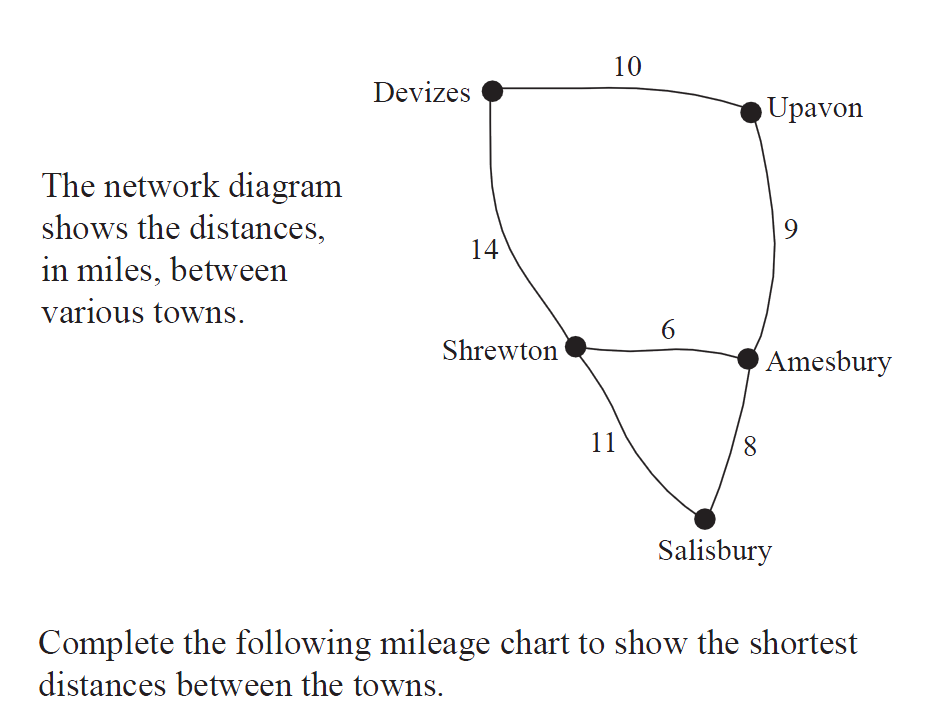 10
Devizes
Upavon
The network diagram
shows the distances,
in miles, between
various towns.
9
14
6
Shrewton
Amesbury
11
8
Salisbury
Complete the following mileage chart to show the shortest
distances between the towns.